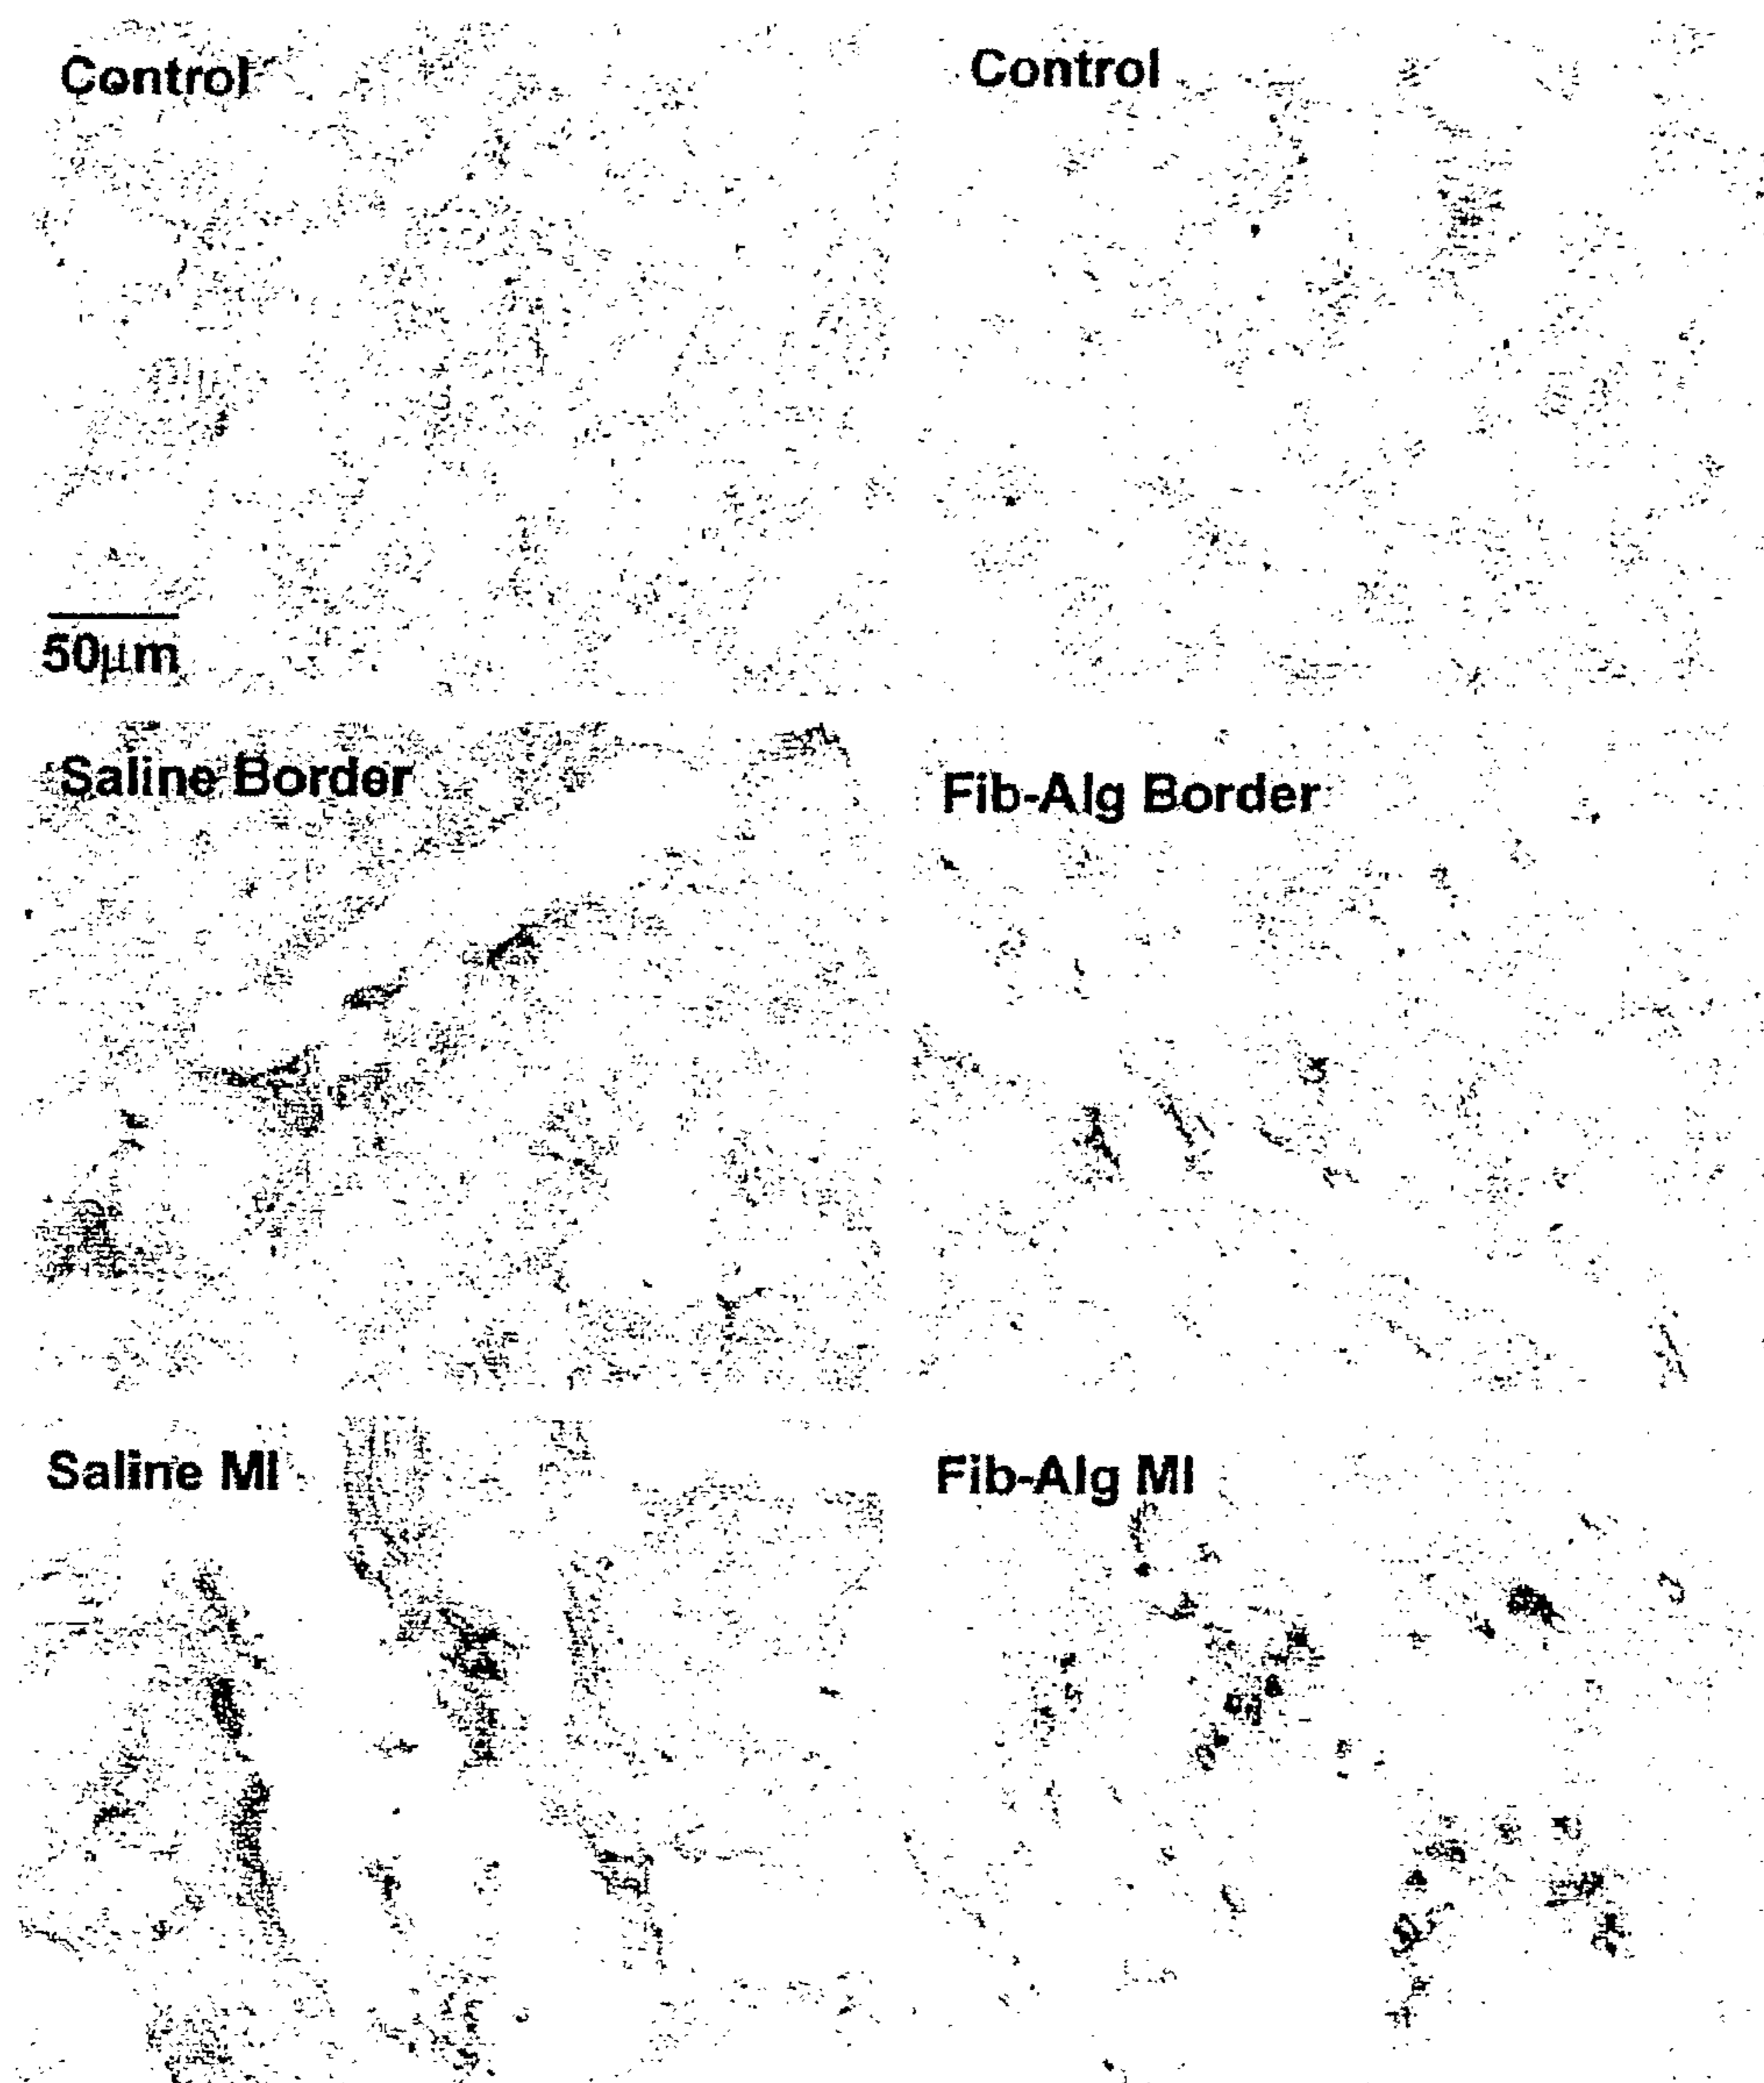 Control
Control
50μm
Saline Border
Fib-Alg Border
Saline MI
Fib-Alg MI